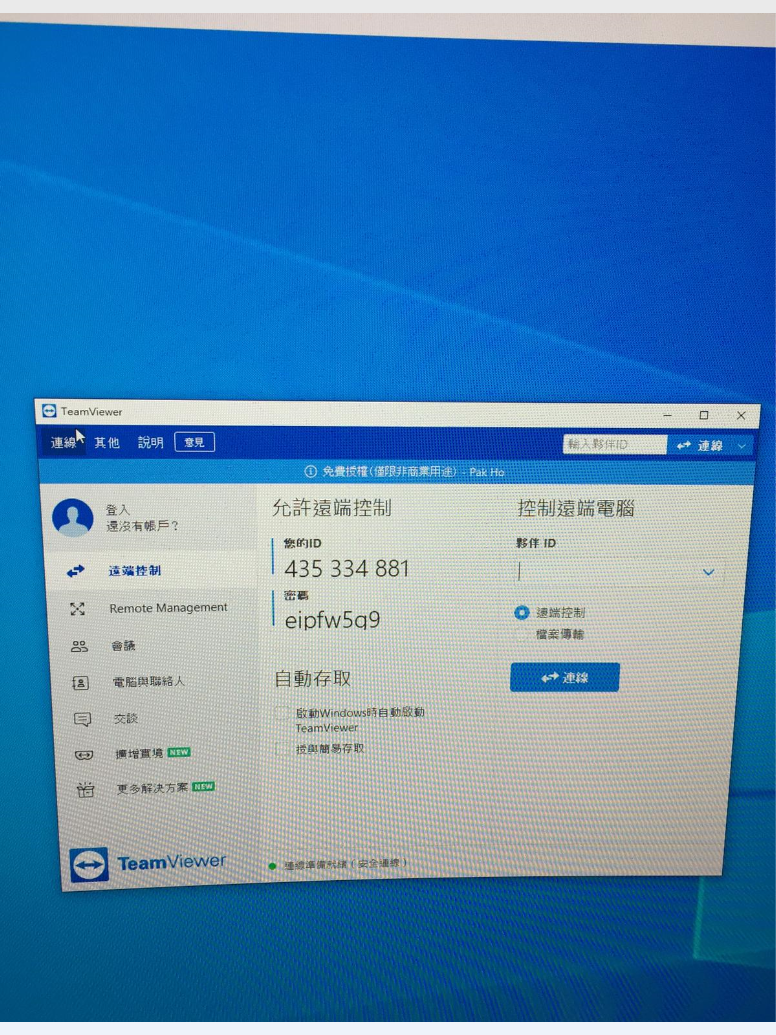 TeamViewer
連線 其他 說明 意見
輸入夥伴ID 連線
免費授權(僅限非商業用途) - Pak Ho
登入
還沒有帳戶？
遠端控制
Remote Management
會議
電腦與聯絡人
交談
擴增實境 NEW
更多解決方案 NEW
TeamViewer
允許遠端控制
您的ID
435 334 881
密碼
eipfw5q9
自動存取
啟動Windows時自動啟動
TeamViewer
授與簡易存取
連線準備就緒 ( 安全連線 )
控制遠端電腦
夥伴 ID
遠端控制
檔案傳輸
連線